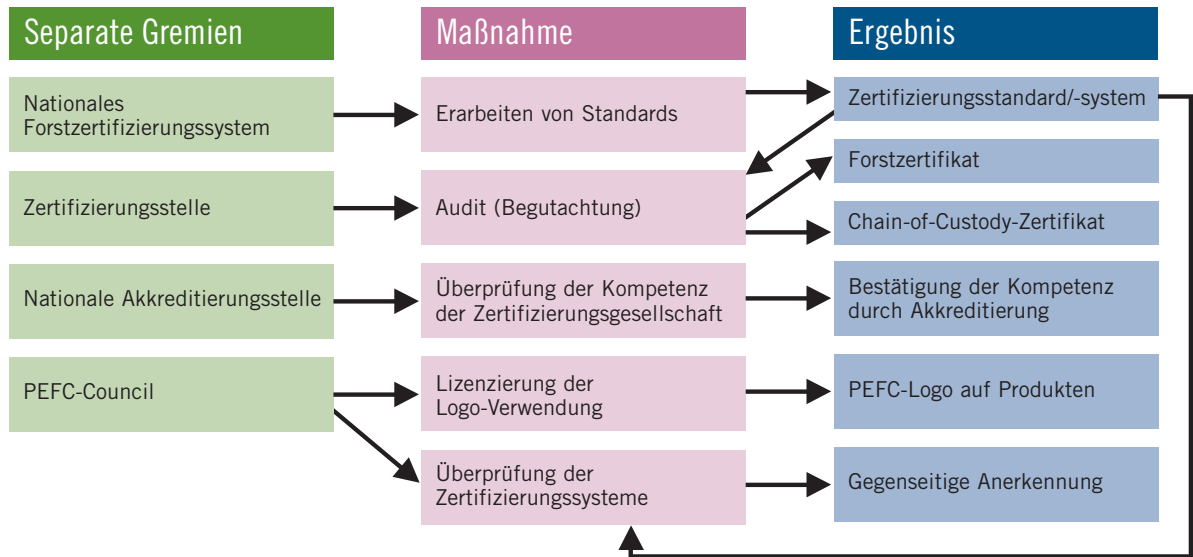 Separate Gremien
Maßnahme
Ergebnis
Nationales
Forstzertifizierungssystem
Erarbeiten von Standards
Zertifizierungsstandard/-system
Forstzertifikat
Zertifizierungsstelle
Audit (Begutachtung)
Chain-of-Custody-Zertifikat
Nationale Akkreditierungsstelle
Überprüfung der Kompetenz
der Zertifizierungsgesellschaft
Bestätigung der Kompetenz
durch Akkreditierung
PEFC-Council
Lizenzierung der
Logo-Verwendung
PEFC-Logo auf Produkten
Überprüfung der
Zertifizierungssysteme
Gegenseitige Anerkennung